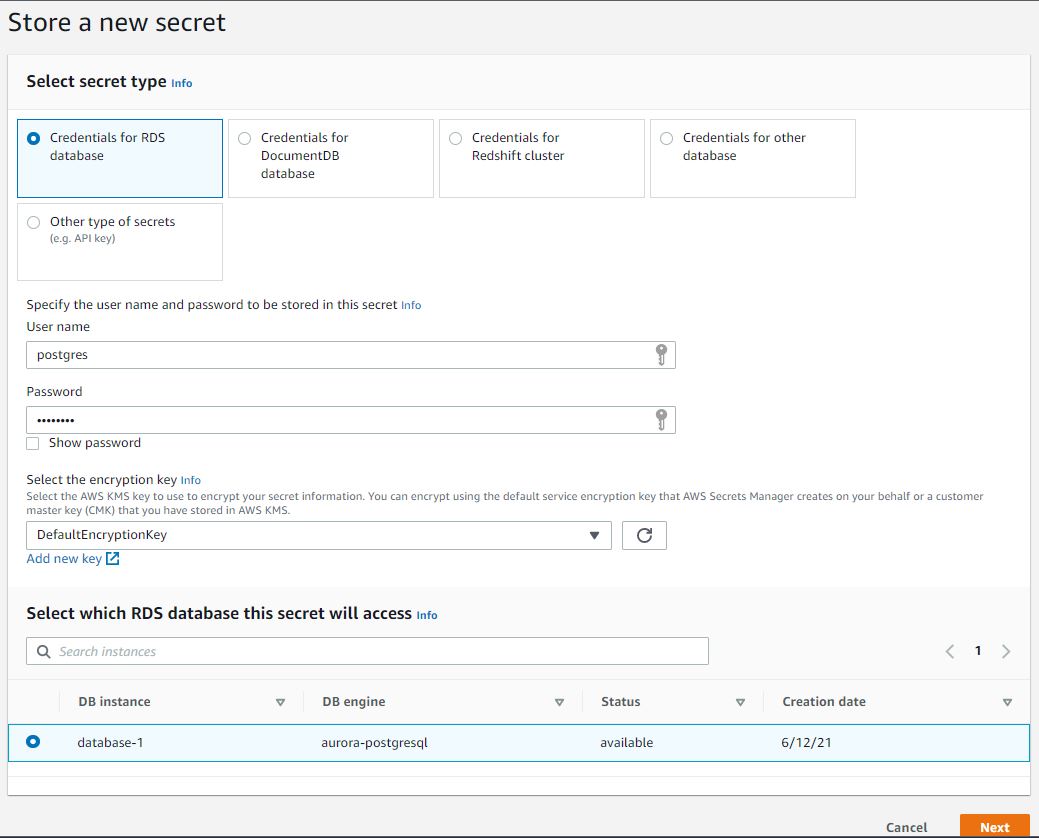 Store a new secret
Select secret type Info
Credentials for RDS
database
Credentials for
DocumentDB
database
Credentials for
Redshift cluster
Credentials for other
database
Other type of secrets
(e.g. API key)
Specify the user name and password to be stored in this secret Info
User name
postgres
Password
••••••••
Show password
Select the encryption key Info
Select the AWS KMS key to use to encrypt your secret information. You can encrypt using the default service encryption key that AWS Secrets Manager creates on your behalf or a customer
master key (CMK) that you have stored in AWS KMS.
DefaultEncryptionKey
Add new key
Select which RDS database this secret will access Info
Search instances
1
DB instance DB engine Status Creation date
database-1 aurora-postgresql available 6/12/21
Cancel Next